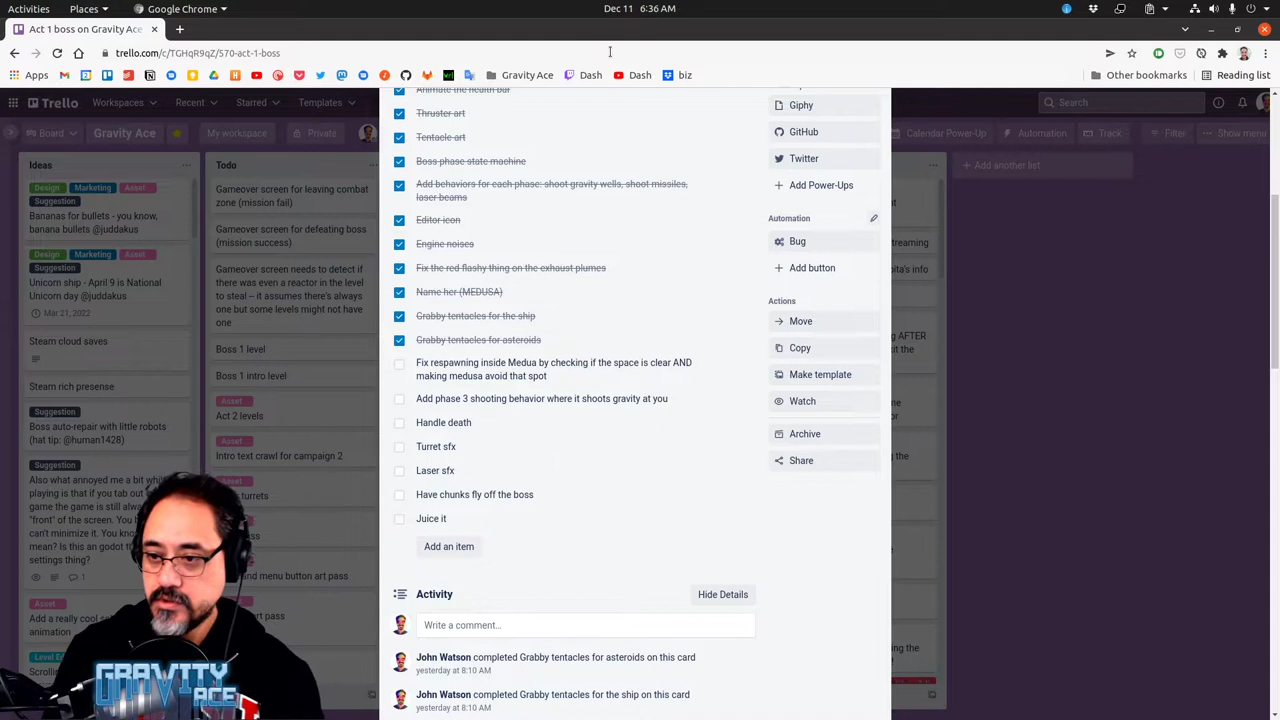 Activities Places Google Chrome Dec 11 6:36 AM
Act 1 boss on Gravity Ace
trello.com/c/TGHqR9qZ/570-act-1-boss
Apps Gravity Ace Dash Dash biz Other bookmarks Reading list
Trello Workspaces Recent Starred Templates Search
Board Gravity Ace My workspace Private Calendar Power-Up Automation Track Filter Show menu
Ideas
Design Marketing Asset
Suggestion
Bananas for bullets - you know,
banana bullets @juddakus
Design Marketing Asset
Suggestion
Unicorn ship - April 9 is National
Unicorn day @juddakus
Mar 21, 2022
Steam cloud saves
Steam rich presense
Suggestion
Boss auto-repair with little robots
(hat tip: @human1428)
Suggestion
Also what annoyed me a bit wh
playing is that if you tab out
game the game is still alway
"front" of the screen. You
can't minimize it. You kno
mean? Is this an godot th
settings thing?
1
Asset
Add a really cool se
animation
Level Ed
Scrolling
Todo
Gameover screen for leaving combat
zone (mission fail)
Gameover screen for defeating boss
(mission success)
Gameover screen needs to detect if
there was even a reactor in the level
to steal -- it assumes there's always
one but some levels might not have
one
Boss 1 level
Boss 1 intro level
Asset
Act 2 levels
Asset
Intro text crawl for campaign 2
Asset
turrets
Asset
and menu button art pass
Asset
art pass
Animate the health bar
Thruster art
Tentacle art
Boss phase state machine
Add behaviors for each phase: shoot gravity wells, shoot missiles,
laser beams
Editor icon
Engine noises
Fix the red flashy thing on the exhaust plumes
Name her (MEDUSA)
Grabby tentacles for the ship
Grabby tentacles for asteroids
Fix respawning inside Medua by checking if the space is clear AND
making medusa avoid that spot
Add phase 3 shooting behavior where it shoots gravity at you
Handle death
Turret sfx
Laser sfx
Have chunks fly off the boss
Juice it
Add an item
Activity Hide Details
Write a comment...
John Watson completed Grabby tentacles for asteroids on this card
yesterday at 8:10 AM
John Watson completed Grabby tentacles for the ship on this card
yesterday at 8:10 AM
Giphy
GitHub
Twitter
Add Power-Ups
Automation
Bug
Add button
Actions
Move
Copy
Make template
Watch
Archive
Share
Add another list
GRAVITY
ACE